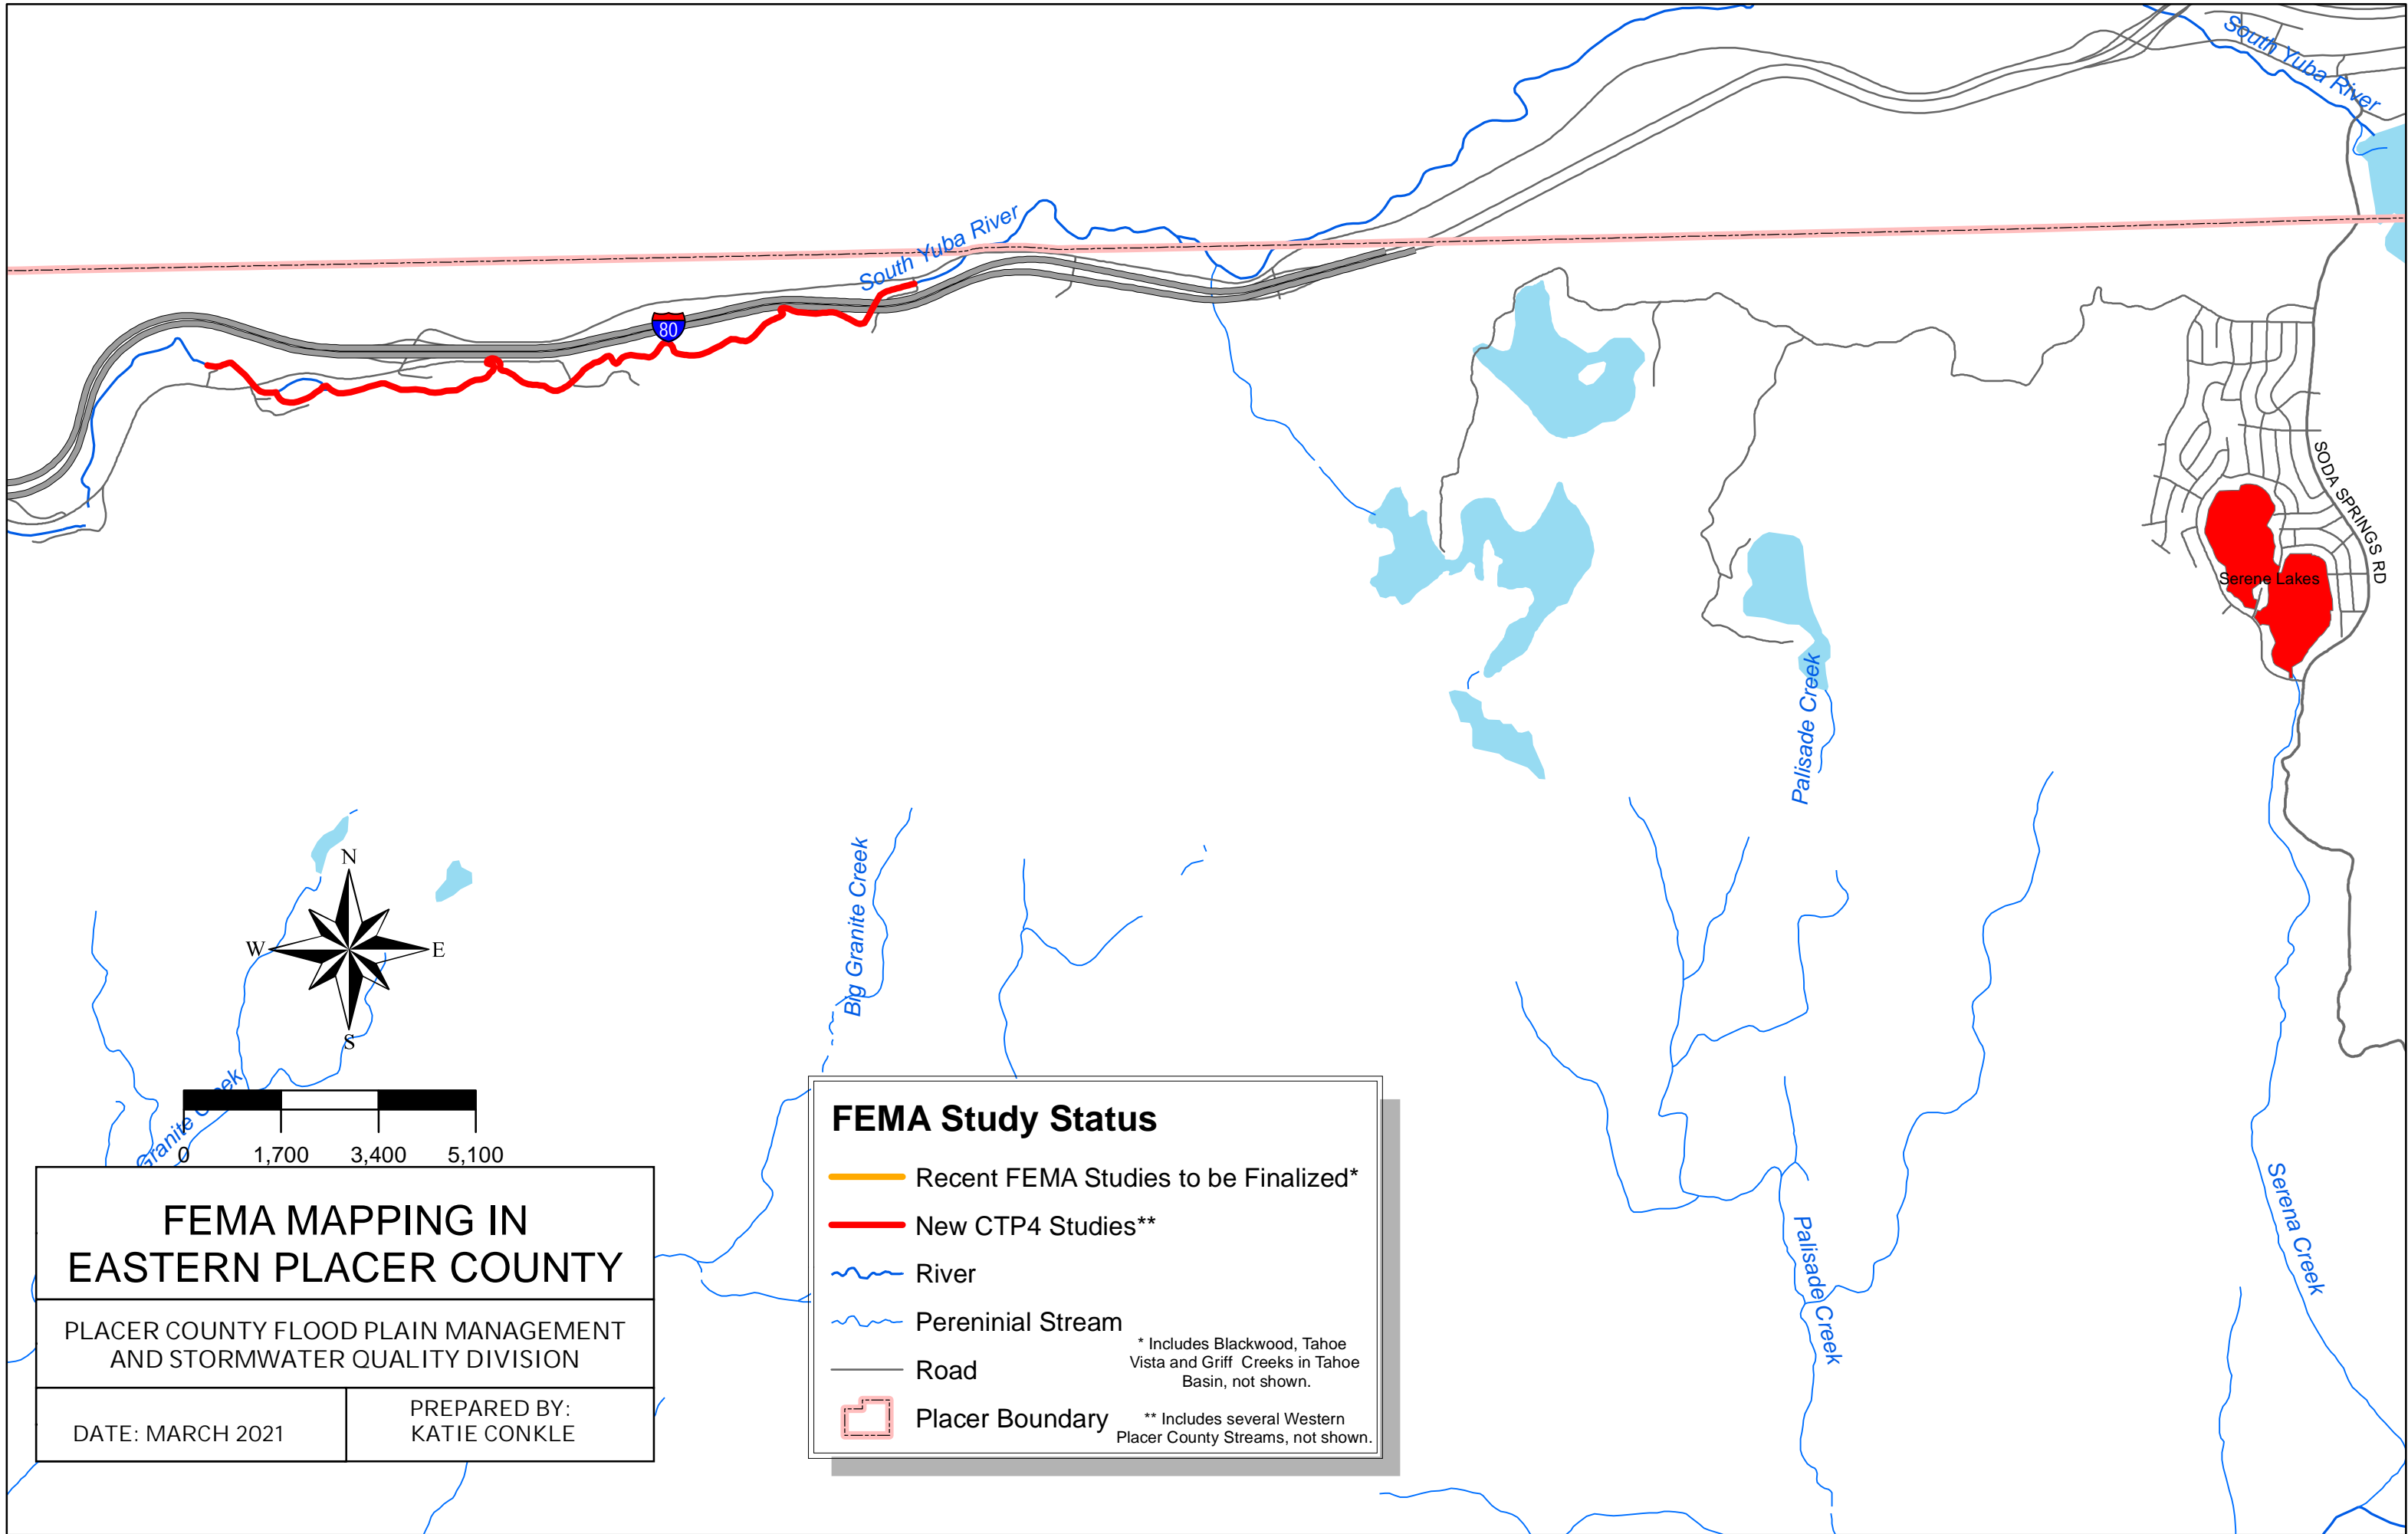 South Yuba River
South Yuba River
80
SODA SPRINGS RD
Serene Lakes
Palisade Creek
Big Granite Creek
N
W
E
S
Granite Creek
0 1,700 3,400 5,100
Palisade Creek
Serena Creek
FEMA MAPPING IN
EASTERN PLACER COUNTY
PLACER COUNTY FLOOD PLAIN MANAGEMENT
AND STORMWATER QUALITY DIVISION
DATE: MARCH 2021
PREPARED BY:
KATIE CONKLE
FEMA Study Status
Recent FEMA Studies to be Finalized*
New CTP4 Studies**
River
Pereninial Stream
Road
Placer Boundary
* Includes Blackwood, Tahoe
Vista and Griff Creeks in Tahoe
Basin, not shown.
** Includes several Western
Placer County Streams, not shown.